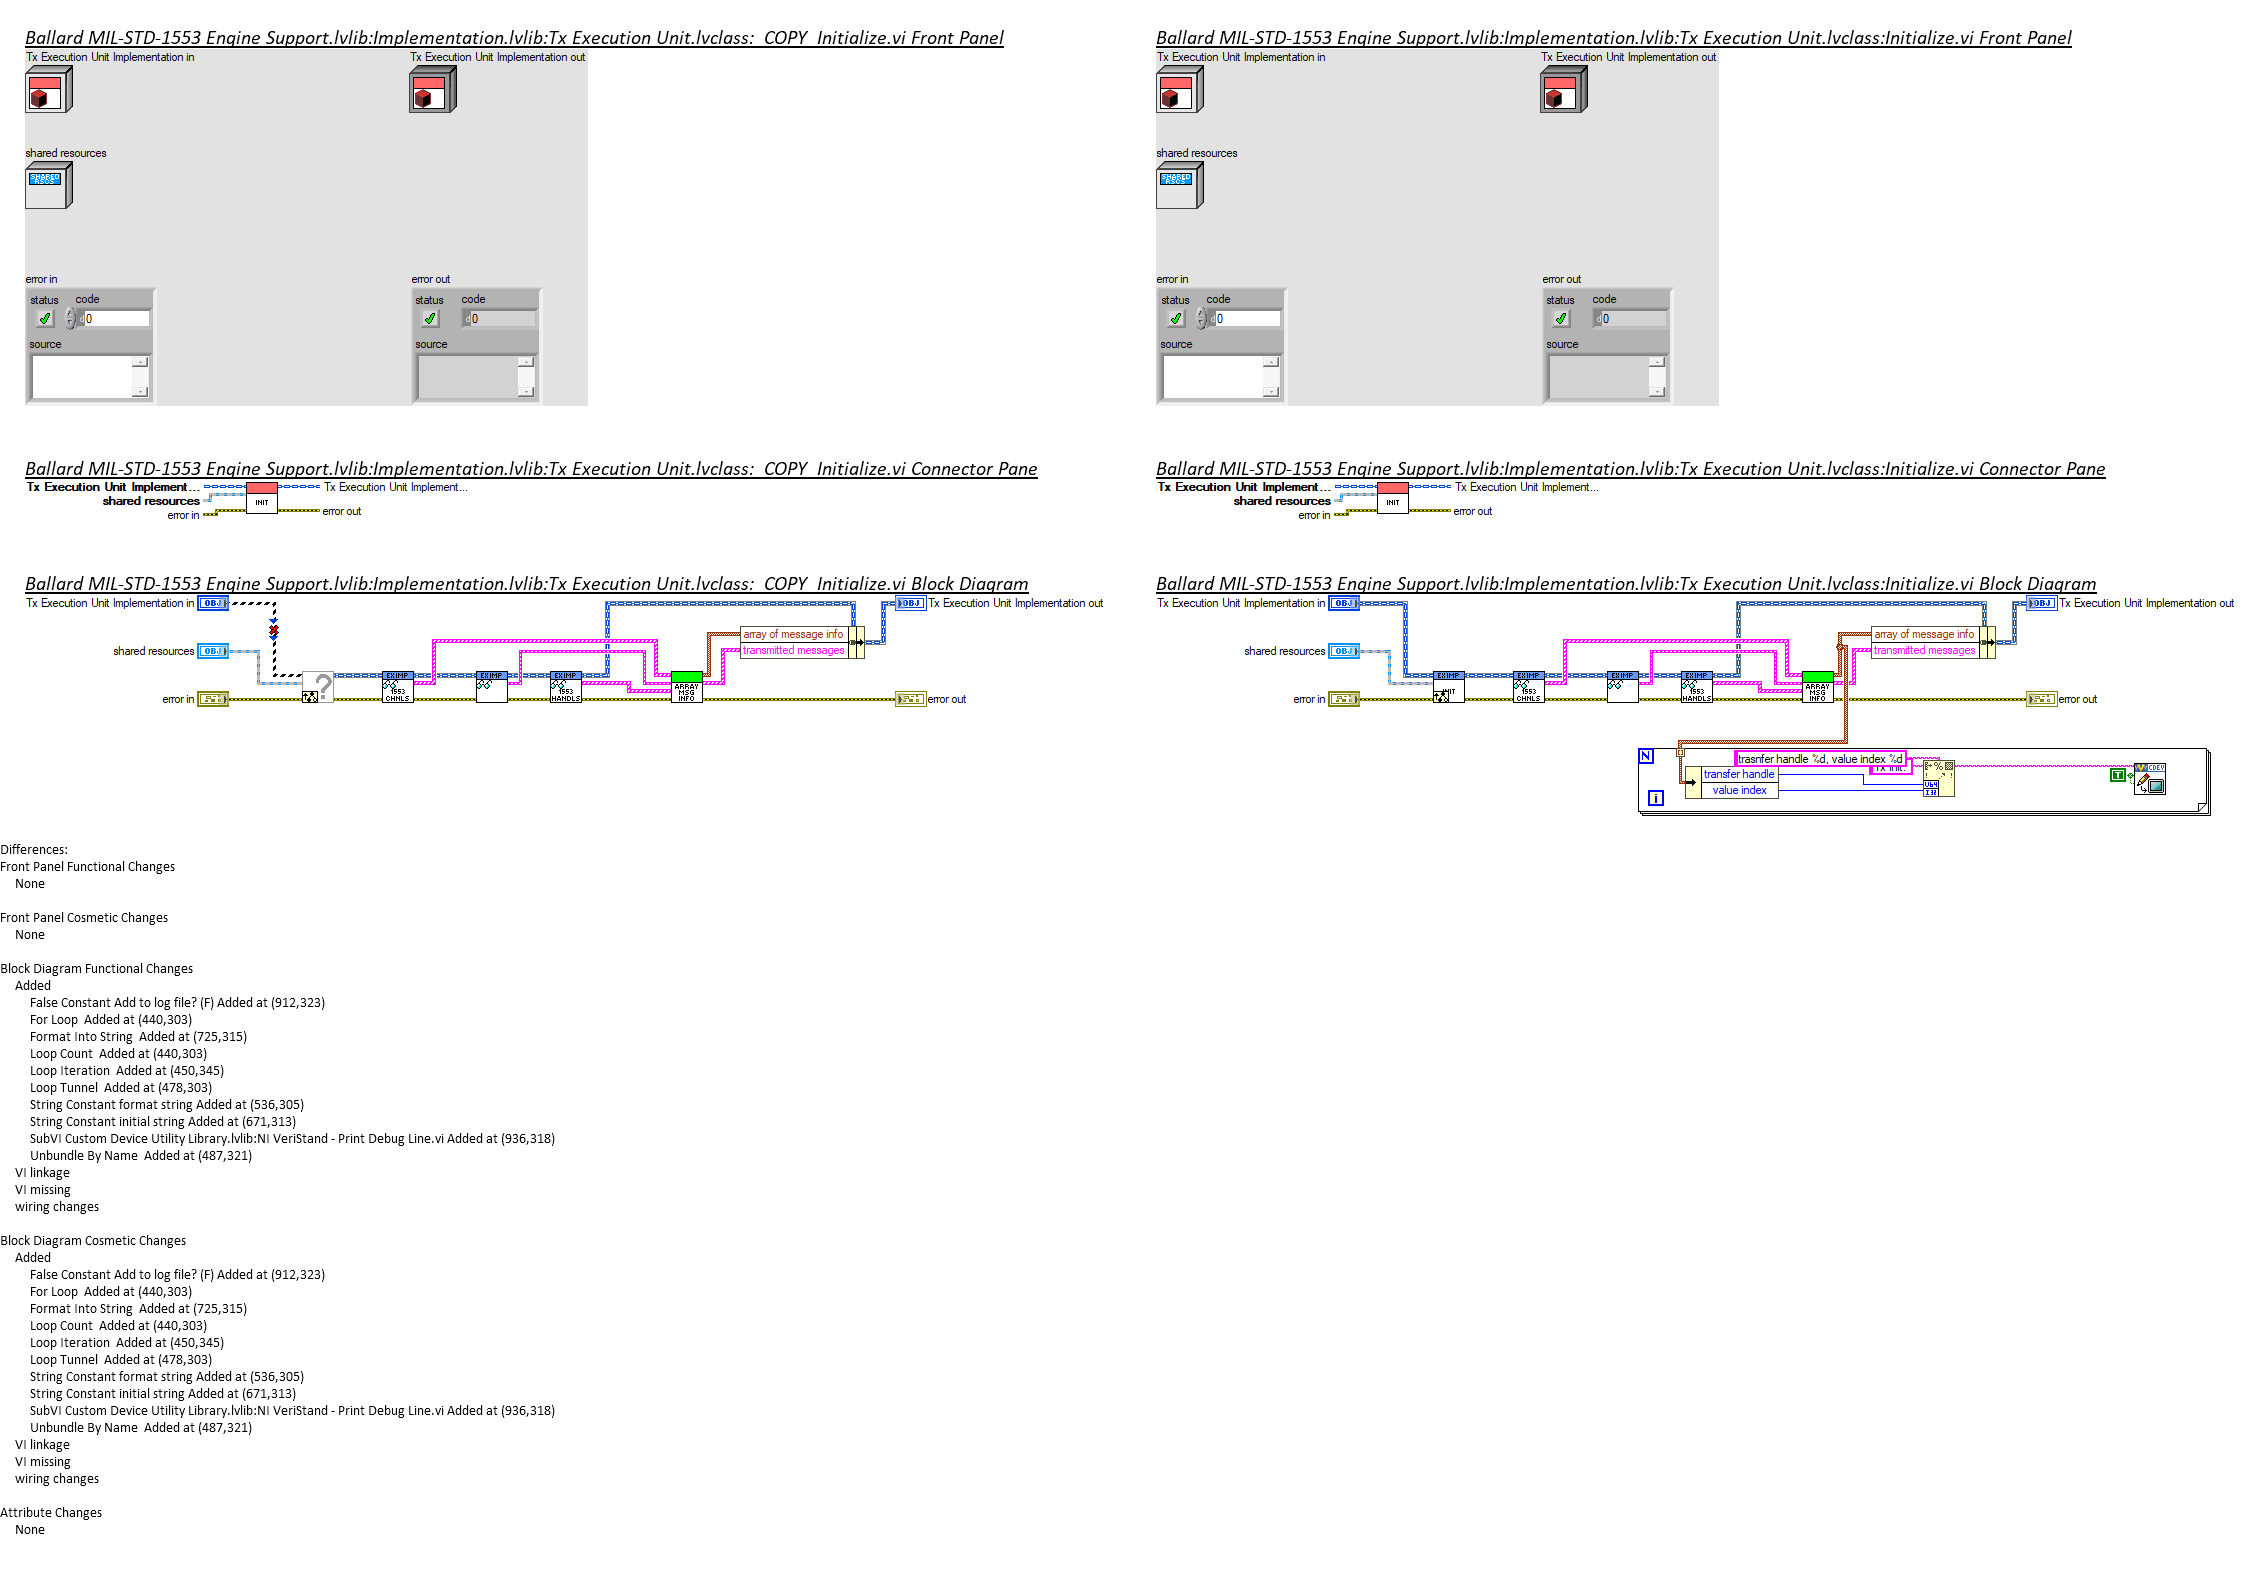 Ballard MIL-STD-1553 Engine Support.lvlib:Implementation.lvlib:Tx Execution Unit.lvclass:  COPY  Initialize.vi Front Panel
Tx Execution Unit Implementation in
Tx Execution Unit Implementation out
shared resources
SHARED
RSCS
error in
error out
status
code
status
code
d0
d0
source
source
Ballard MIL-STD-1553 Engine Support.lvlib:Implementation.lvlib:Tx Execution Unit.lvclass:Initialize.vi Front Panel
Tx Execution Unit Implementation in
Tx Execution Unit Implementation out
shared resources
SHARED
RSCS
error in
error out
status
code
status
code
d0
d0
source
source
Ballard MIL-STD-1553 Engine Support.lvlib:Implementation.lvlib:Tx Execution Unit.lvclass:  COPY  Initialize.vi Connector Pane
Tx Execution Unit Implement...
Tx Execution Unit Implement...
shared resources
INIT
error in
error out
Ballard MIL-STD-1553 Engine Support.lvlib:Implementation.lvlib:Tx Execution Unit.lvclass:Initialize.vi Connector Pane
Tx Execution Unit Implement...
Tx Execution Unit Implement...
shared resources
INIT
error in
error out
Ballard MIL-STD-1553 Engine Support.lvlib:Implementation.lvlib:Tx Execution Unit.lvclass:  COPY  Initialize.vi Block Diagram
Tx Execution Unit Implementation in
OBJ
OBJ
Tx Execution Unit Implementation out
array of message info
shared resources
OBJ
transmitted messages
?
EXIMP
1553
CHNLS
EXIMP
EXIMP
1553
HANDLS
ARRAY
MSG
INFO
error in
error out
Ballard MIL-STD-1553 Engine Support.lvlib:Implementation.lvlib:Tx Execution Unit.lvclass:Initialize.vi Block Diagram
Tx Execution Unit Implementation in
OBJ
OBJ
Tx Execution Unit Implementation out
array of message info
shared resources
OBJ
transmitted messages
EXIMP
EXIMP
1553
CHNLS
EXIMP
EXIMP
1553
HANDLS
ARRAY
MSG
INFO
error in
error out
N
trasnfer handle %d, value index %d
transfer handle
value index
U64
I32
T
CDEV
i
Differences:
Front Panel Functional Changes
None
Front Panel Cosmetic Changes
None
Block Diagram Functional Changes
Added
False Constant Add to log file? (F) Added at (912,323)
For Loop  Added at (440,303)
Format Into String  Added at (725,315)
Loop Count  Added at (440,303)
Loop Iteration  Added at (450,345)
Loop Tunnel  Added at (478,303)
String Constant format string Added at (536,305)
String Constant initial string Added at (671,313)
SubVI Custom Device Utility Library.lvlib:NI VeriStand - Print Debug Line.vi Added at (936,318)
Unbundle By Name  Added at (487,321)
VI linkage
VI missing
wiring changes
Block Diagram Cosmetic Changes
Added
False Constant Add to log file? (F) Added at (912,323)
For Loop  Added at (440,303)
Format Into String  Added at (725,315)
Loop Count  Added at (440,303)
Loop Iteration  Added at (450,345)
Loop Tunnel  Added at (478,303)
String Constant format string Added at (536,305)
String Constant initial string Added at (671,313)
SubVI Custom Device Utility Library.lvlib:NI VeriStand - Print Debug Line.vi Added at (936,318)
Unbundle By Name  Added at (487,321)
VI linkage
VI missing
wiring changes
Attribute Changes
None